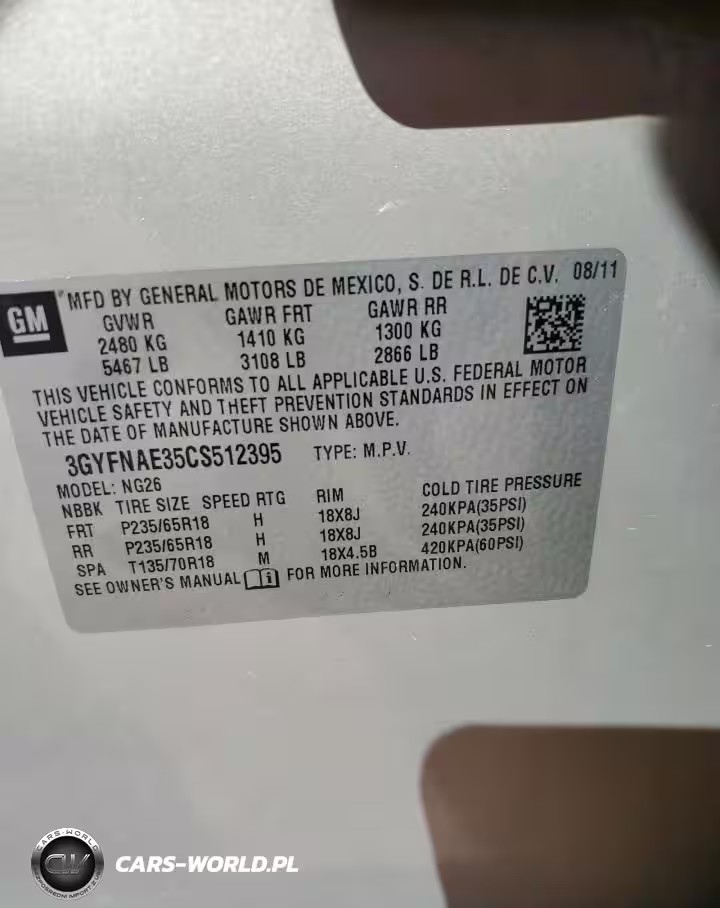 GM
MFD BY GENERAL MOTORS DE MEXICO, S. DE R.L. DE C.V. 08/11
GVWR GAWR FRT GAWR RR
2480 KG 1410 KG 1300 KG
5467 LB 3108 LB 2866 LB
THIS VEHICLE CONFORMS TO ALL APPLICABLE U.S. FEDERAL MOTOR
VEHICLE SAFETY AND THEFT PREVENTION STANDARDS IN EFFECT ON
THE DATE OF MANUFACTURE SHOWN ABOVE.
3GYFNAE35CS512395 TYPE: M.P.V.
MODEL: NG26
NBBK TIRE SIZE SPEED RTG RIM COLD TIRE PRESSURE
FRT P235/65R18 H 18X8J 240KPA(35PSI)
RR P235/65R18 H 18X8J 240KPA(35PSI)
SPA T135/70R18 M 18X4.5B 420KPA(60PSI)
SEE OWNER'S MANUAL FOR MORE INFORMATION.
CARS-WORLD
CW
CARS-WORLD.PL